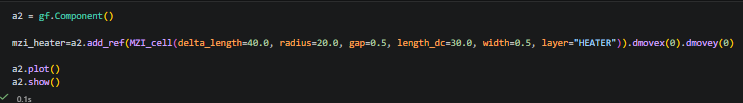 a2 = gf.Component()
mzi_heater=a2.add_ref(MZI_cell(delta_length=40.0, radius=20.0, gap=0.5, length_dc=30.0, width=0.5, layer="HEATER")).dmovex(0).dmovey(0)
a2.plot()
a2.show()
0.1s